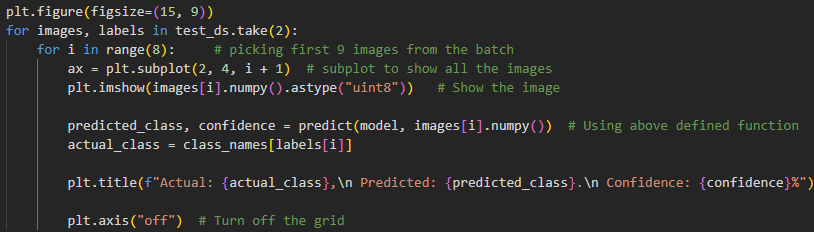 plt.figure(figsize=(15, 9))
for images, labels in test_ds.take(2):
    for i in range(8):     # picking first 9 images from the batch
        ax = plt.subplot(2, 4, i + 1)  # subplot to show all the images
        plt.imshow(images[i].numpy().astype("uint8"))   # Show the image

        predicted_class, confidence = predict(model, images[i].numpy())  # Using above defined function
        actual_class = class_names[labels[i]]

        plt.title(f"Actual: {actual_class},\n Predicted: {predicted_class}.\n Confidence: {confidence}%")

        plt.axis("off")  # Turn off the grid